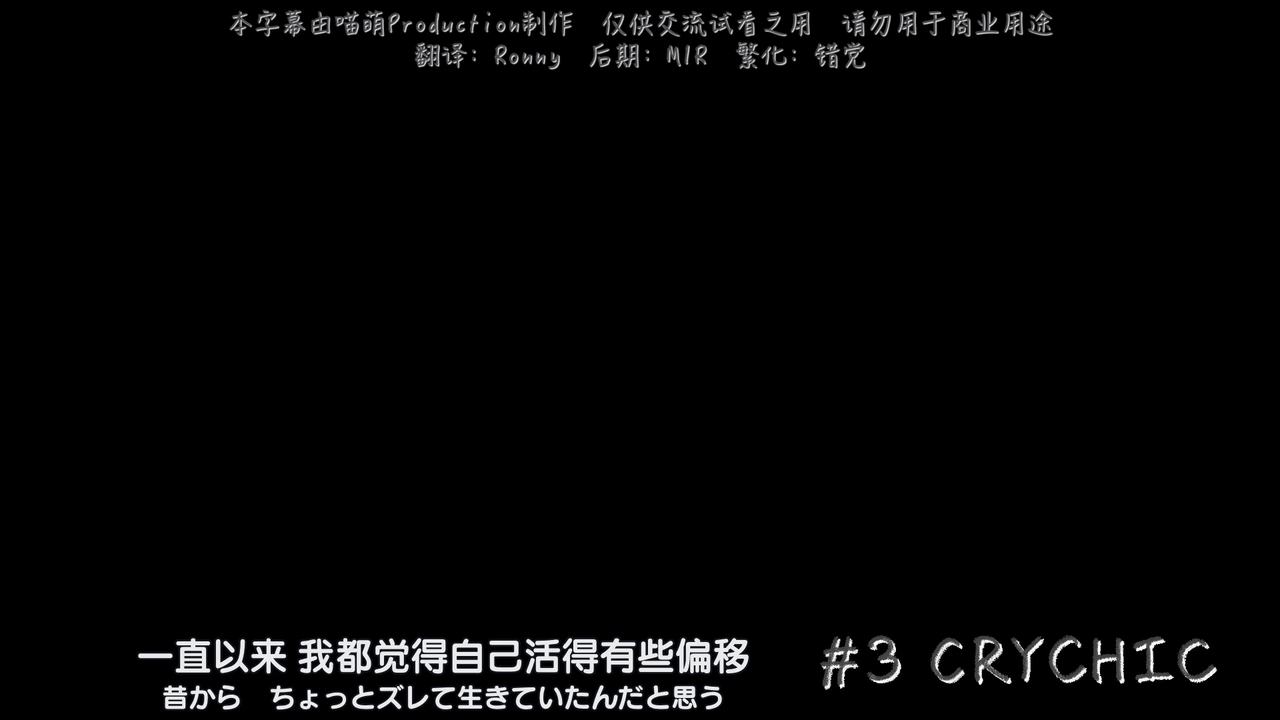 本字幕由喵萌Production制作　仅供交流试看之用　请勿用于商业用途
翻译：Ronny　后期：MIR　繁化：错党
一直以来 我都觉得自己活得有些偏移
昔から　ちょっとズレて生きていたんだと思う
#3 CRYCHIC